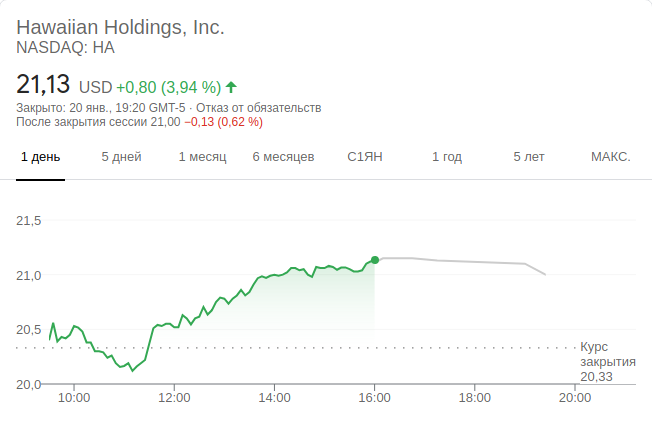 Hawaiian Holdings, Inc.
NASDAQ: HA
21,13 USD +0,80 (3,94 %)
Закрыто: 20 янв., 19:20 GMT-5 · Отказ от обязательств
После закрытия сессии 21,00 −0,13 (0,62 %)
1 день 5 дней 1 месяц 6 месяцев С1ЯН 1 год 5 лет МАКС.
21,5
21,0
20,5
Курс
закрытия
20,33
20,0
10:00 12:00 14:00 16:00 18:00 20:00